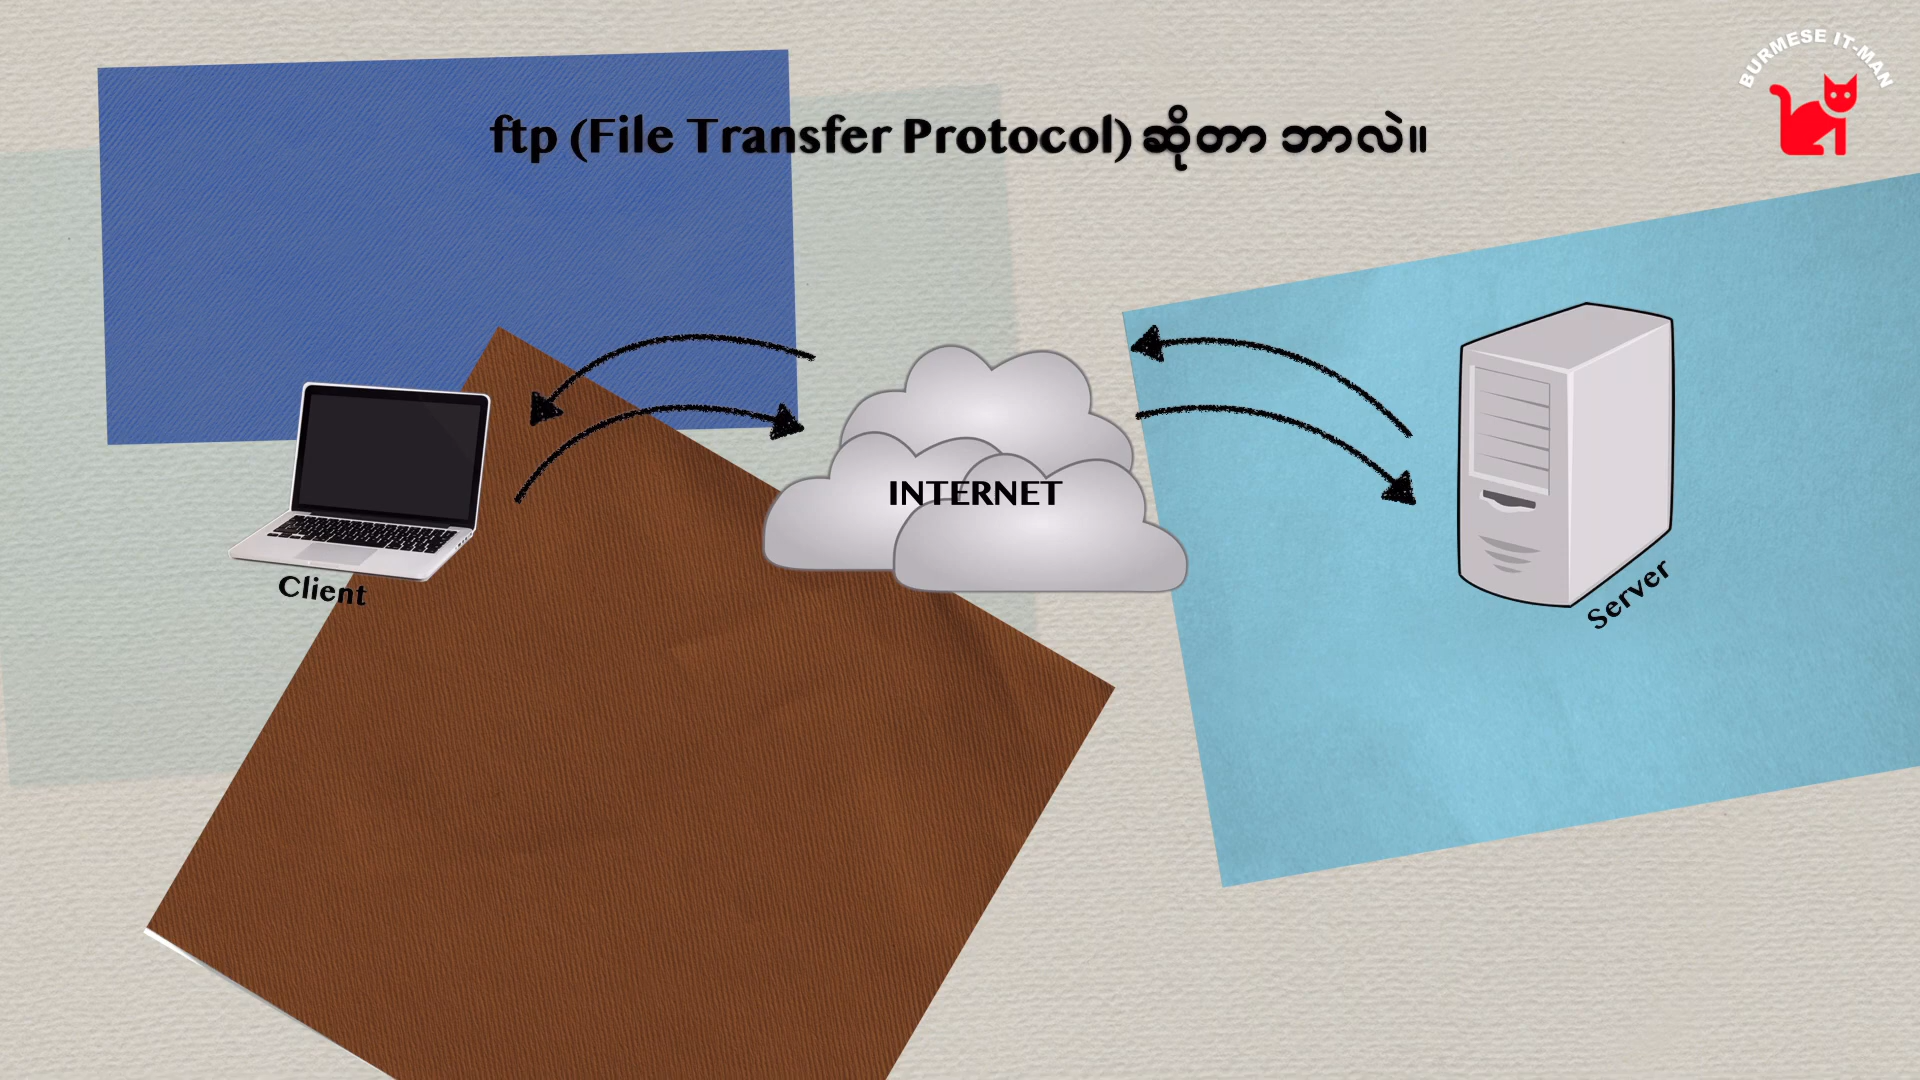 BURMESE IT-MAN
ftp (File Transfer Protocol) ဆိုတာ ဘာလဲ။
INTERNET
Client
Server